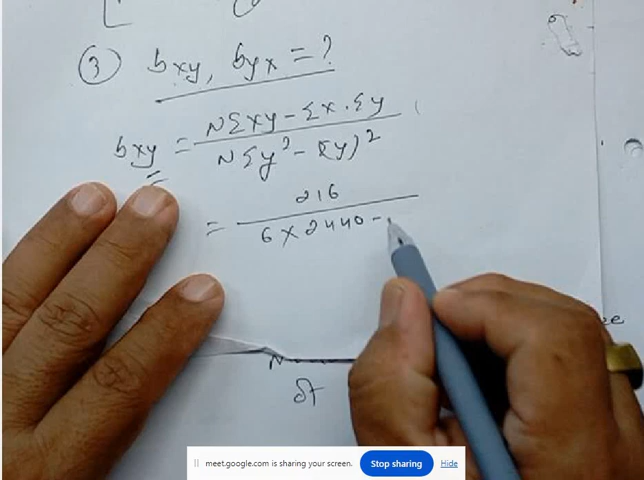 ③ bxy, byx = ?
bxy = NΣxy - Σx.Σy / NΣy² - (Σy)²
= 216 / 6 × 2440 -
N
meet.google.com is sharing your screen. Stop sharing Hide